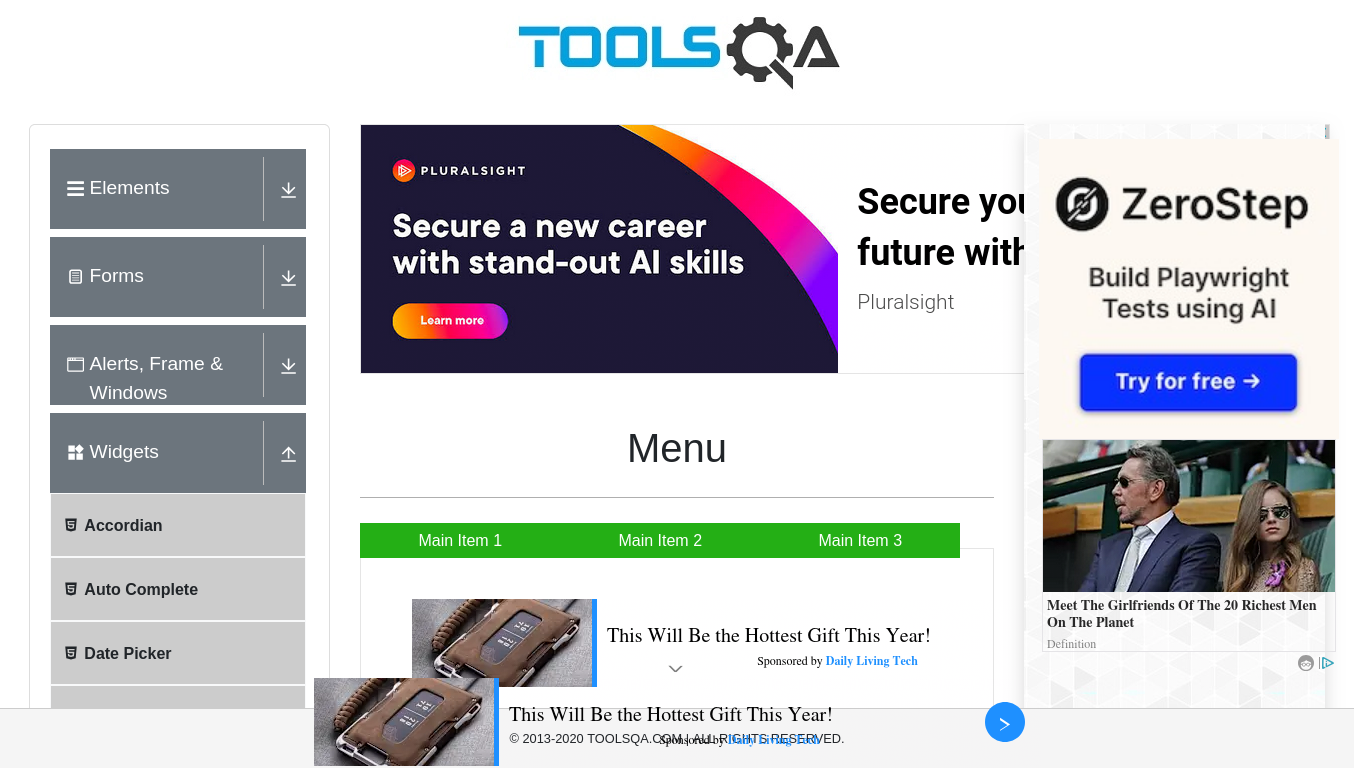 TOOLSQA
Elements
Forms
Alerts, Frame &
Windows
Widgets
Accordian
Auto Complete
Date Picker
PLURALSIGHT
Secure a new career
with stand-out AI skills
Learn more
Secure you
future with
Pluralsight
ZeroStep
Build Playwright
Tests using AI
Try for free →
Meet The Girlfriends Of The 20 Richest Men
On The Planet
Definition
Menu
Main Item 1
Main Item 2
Main Item 3
This Will Be the Hottest Gift This Year!
Sponsored by Daily Living Tech
This Will Be the Hottest Gift This Year!
Sponsored by Daily Living Tech
© 2013-2020 TOOLSQA.COM | ALL RIGHTS RESERVED.